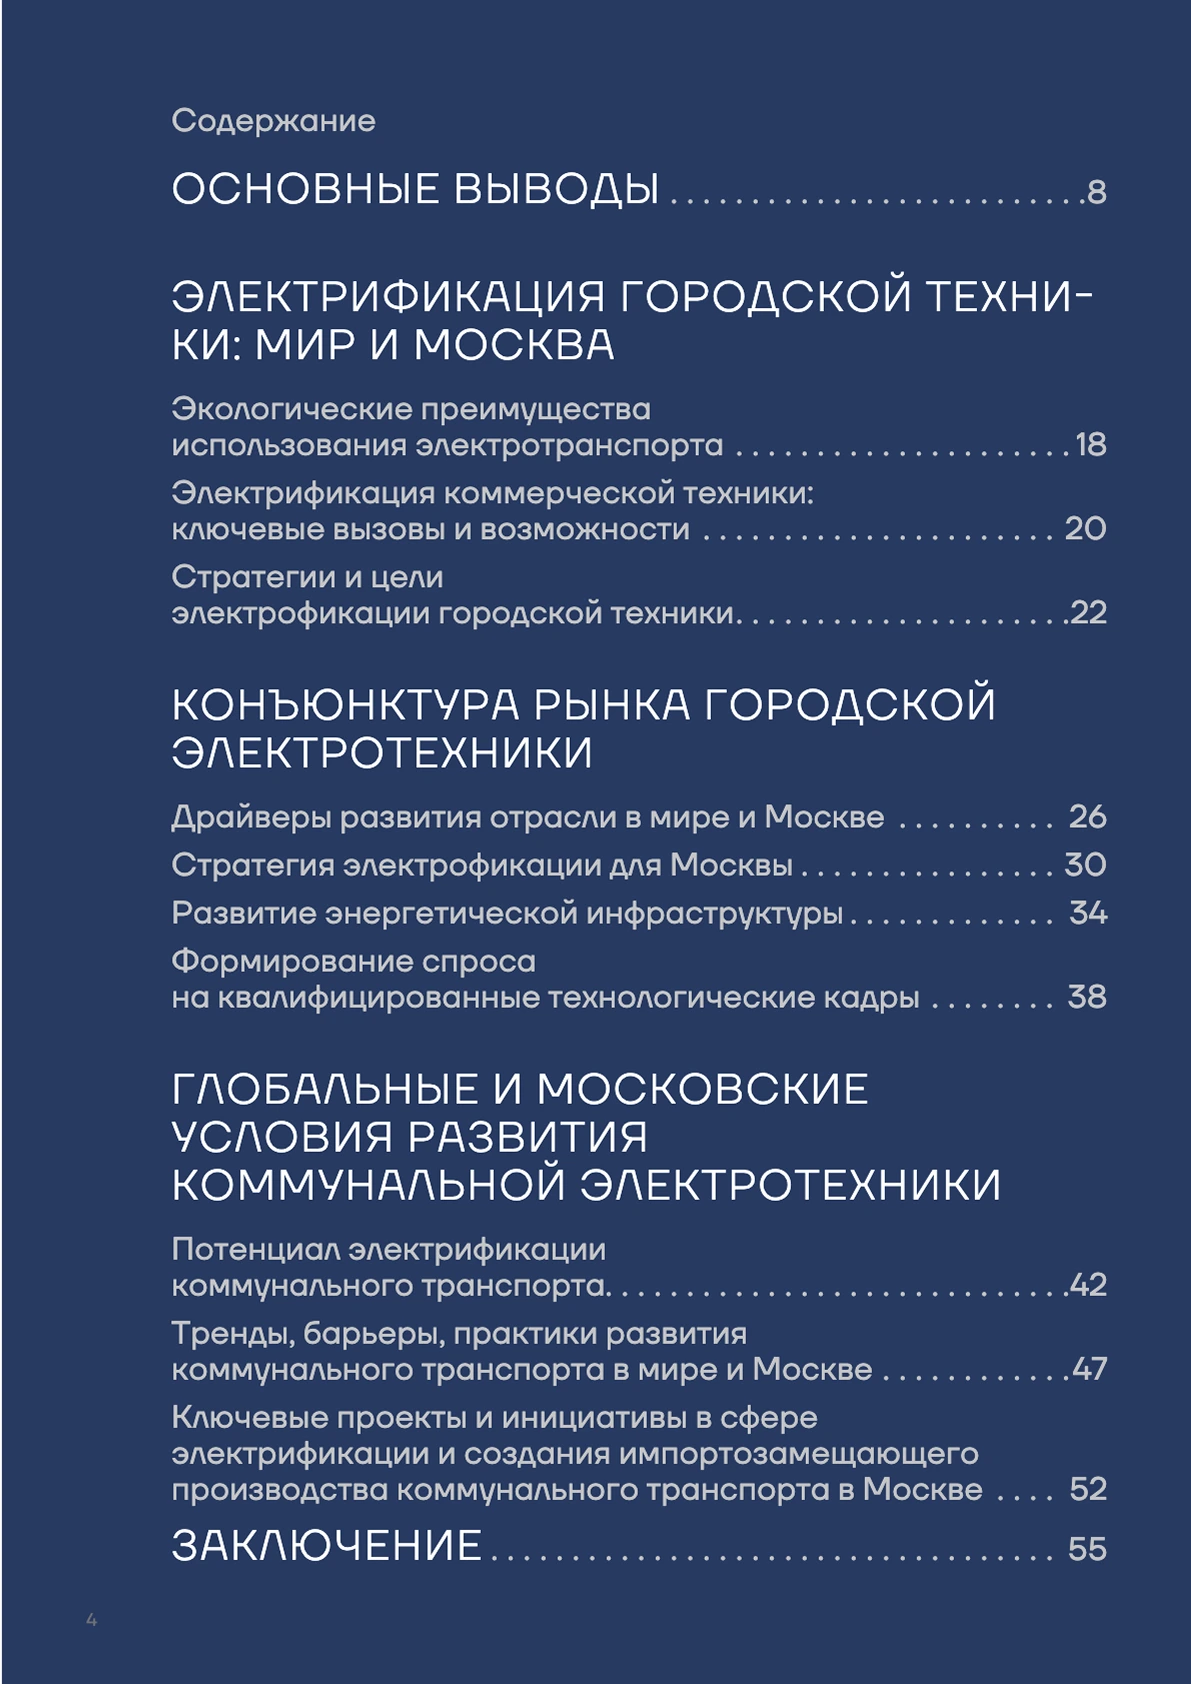 Содержание
ОСНОВНЫЕ ВЫВОДЫ ..........................8
ЭЛЕКТРИФИКАЦИЯ ГОРОДСКОЙ ТЕХНИ-
КИ: МИР И МОСКВА
Экологические преимущества
использования электротранспорта .....................18
Электрификация коммерческой техники:
ключевые вызовы и возможности ...................... 20
Стратегии и цели
электрофикации городской техники.....................22
КОНЪЮНКТУРА РЫНКА ГОРОДСКОЙ
ЭЛЕКТРОТЕХНИКИ
Драйверы развития отрасли в мире и Москве .......... 26
Стратегия электрофикации для Москвы ................ 30
Развитие энергетической инфраструктуры ............. 34
Формирование спроса
на квалифицированные технологические кадры ........ 38
ГЛОБАЛЬНЫЕ И МОСКОВСКИЕ
УСЛОВИЯ РАЗВИТИЯ
КОММУНАЛЬНОЙ ЭЛЕКТРОТЕХНИКИ
Потенциал электрификации
коммунального транспорта.............................42
Тренды, барьеры, практики развития
коммунального транспорта в мире и Москве ............47
Ключевые проекты и инициативы в сфере
электрификации и создания импортозамещающего
производства коммунального транспорта в Москве .... 52
ЗАКЛЮЧЕНИЕ ................................... 55
4